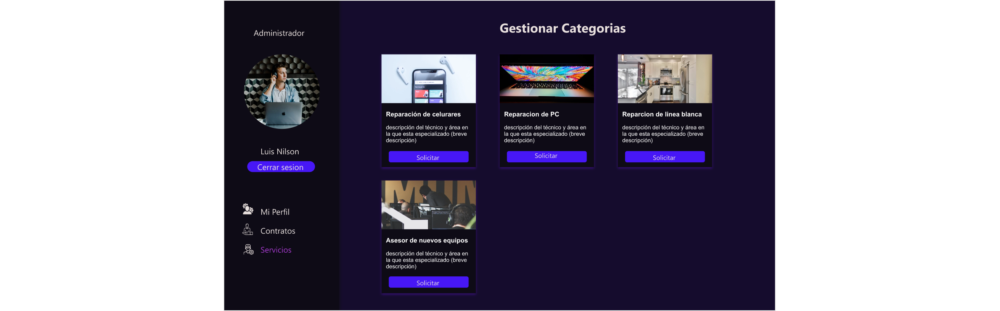 Administrador
Luis Nilson
Cerrar sesion
Mi Perfil
Contratos
Servicios
Gestionar Categorias
Reparación de celurares
descripción del técnico y área en
la que esta especializado (breve
descripción)
Solicitar
Reparacion de PC
descripción del técnico y área en
la que esta especializado (breve
descripción)
Solicitar
Reparcion de linea blanca
descripción del técnico y área en
la que esta especializado (breve
descripción)
Solicitar
Asesor de nuevos equipos
descripción del técnico y área en
la que esta especializado (breve
descripción)
Solicitar